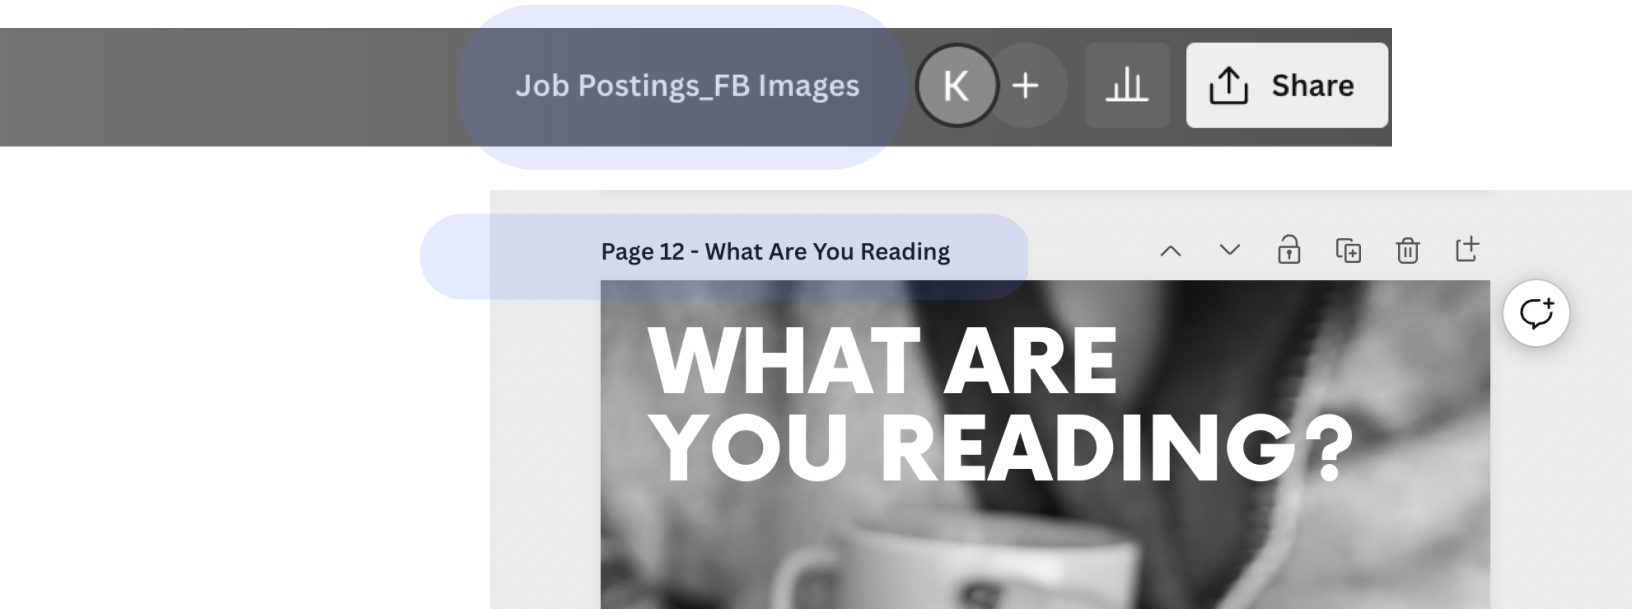 Job Postings_FB Images
K
Share
Page 12 - What Are You Reading
WHAT ARE
YOU READING?